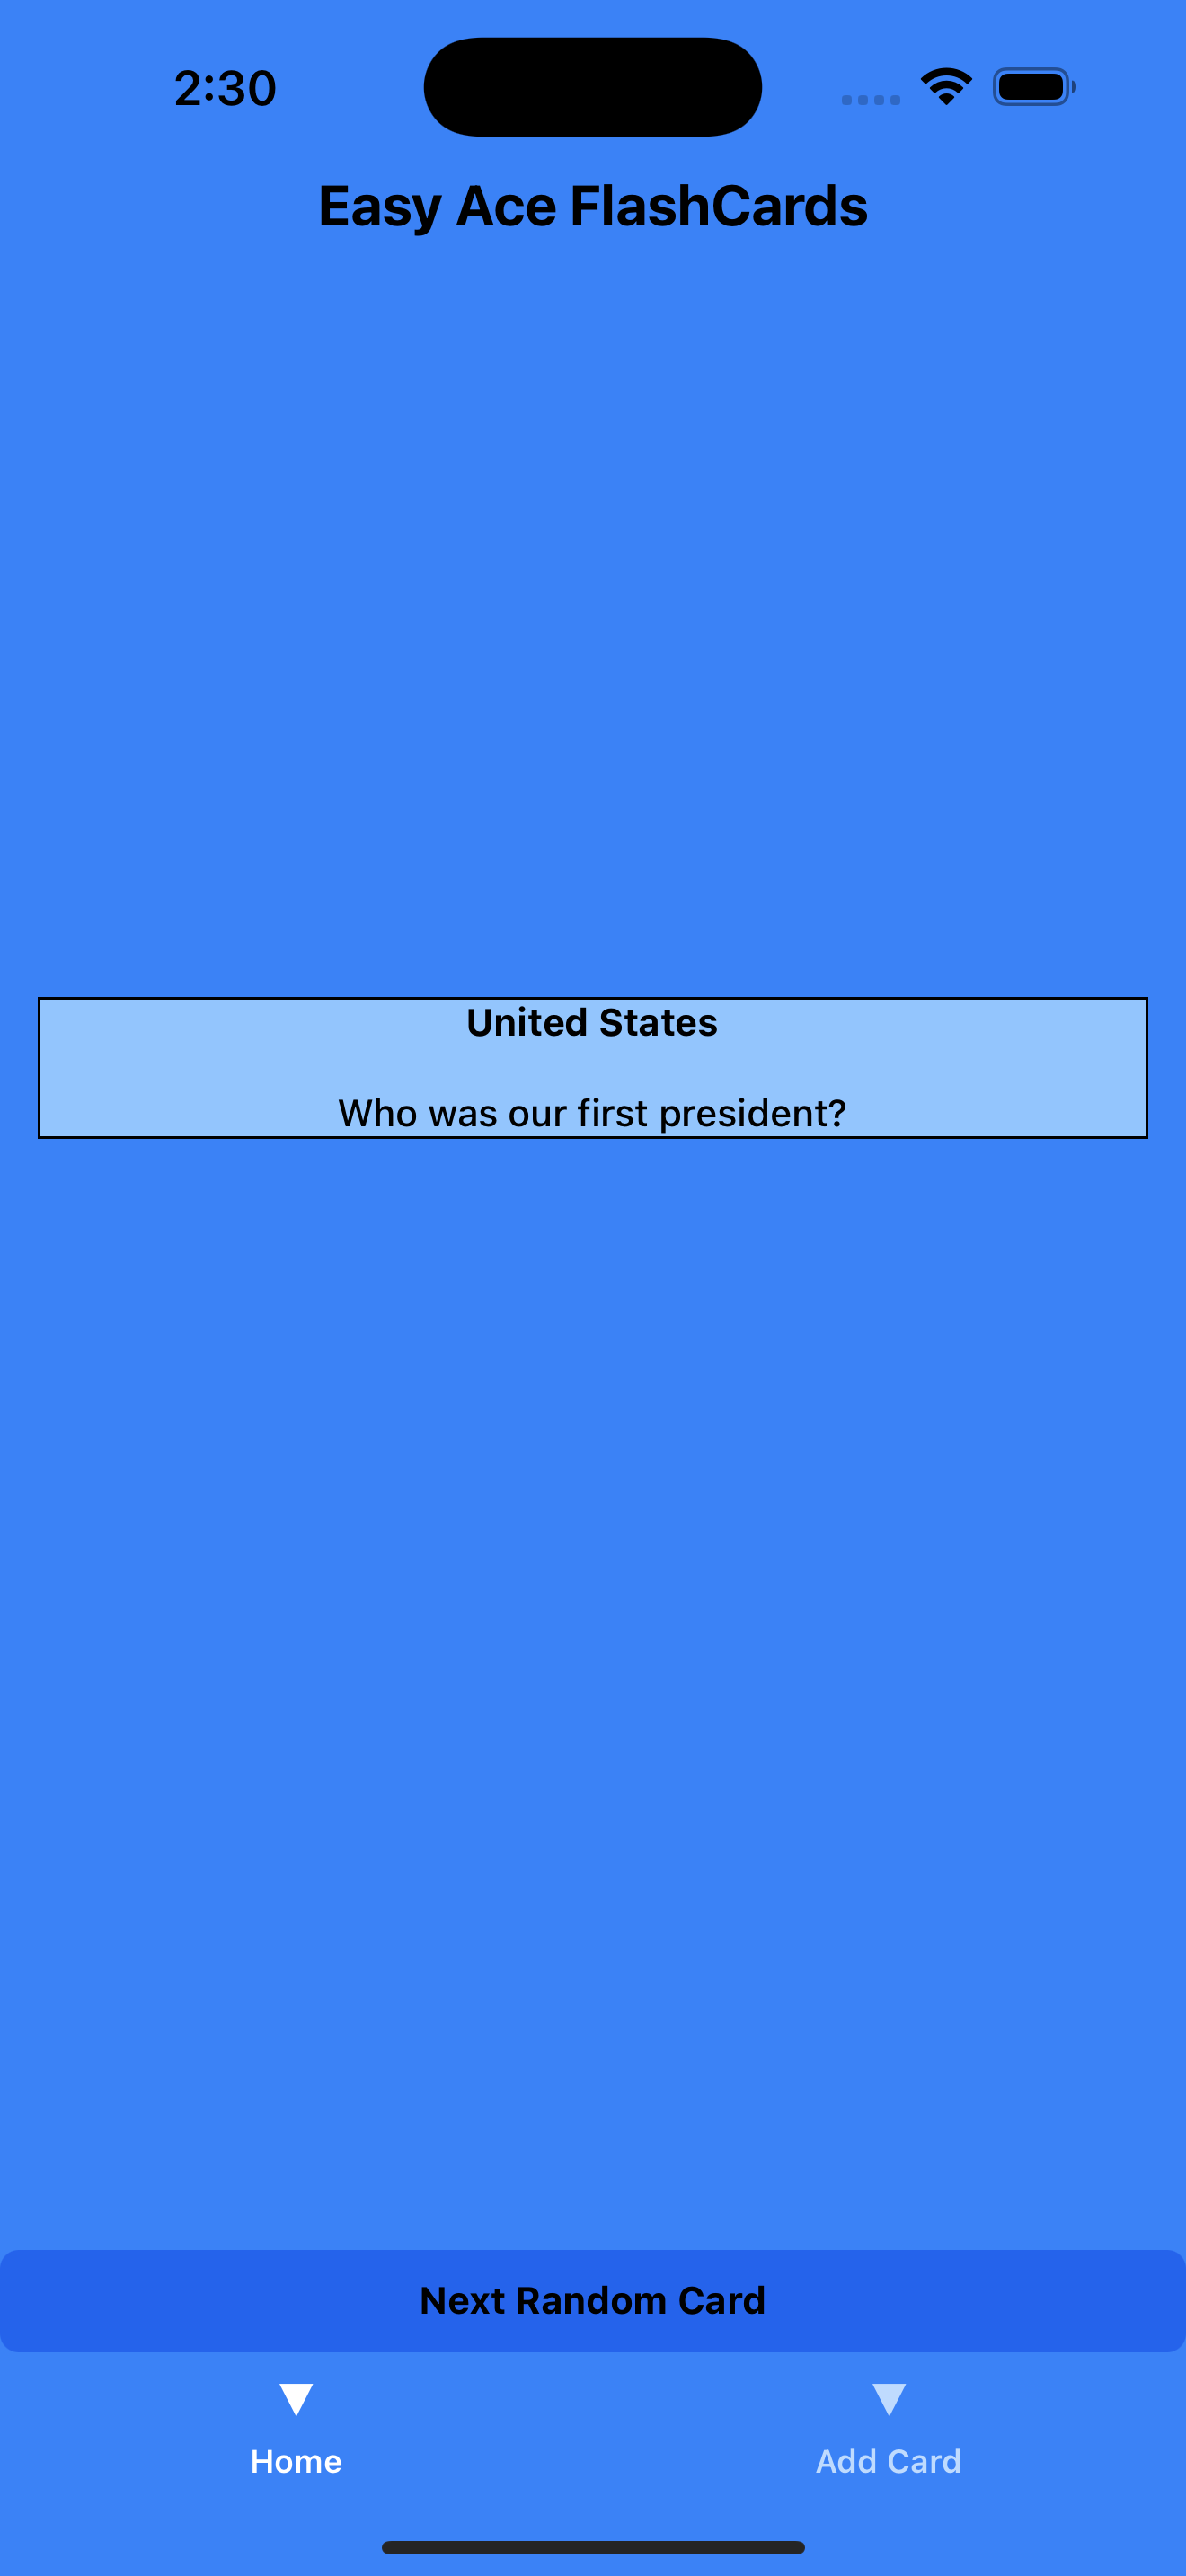 2:30
Easy Ace FlashCards
United States
Who was our first president?
Next Random Card
Home
Add Card